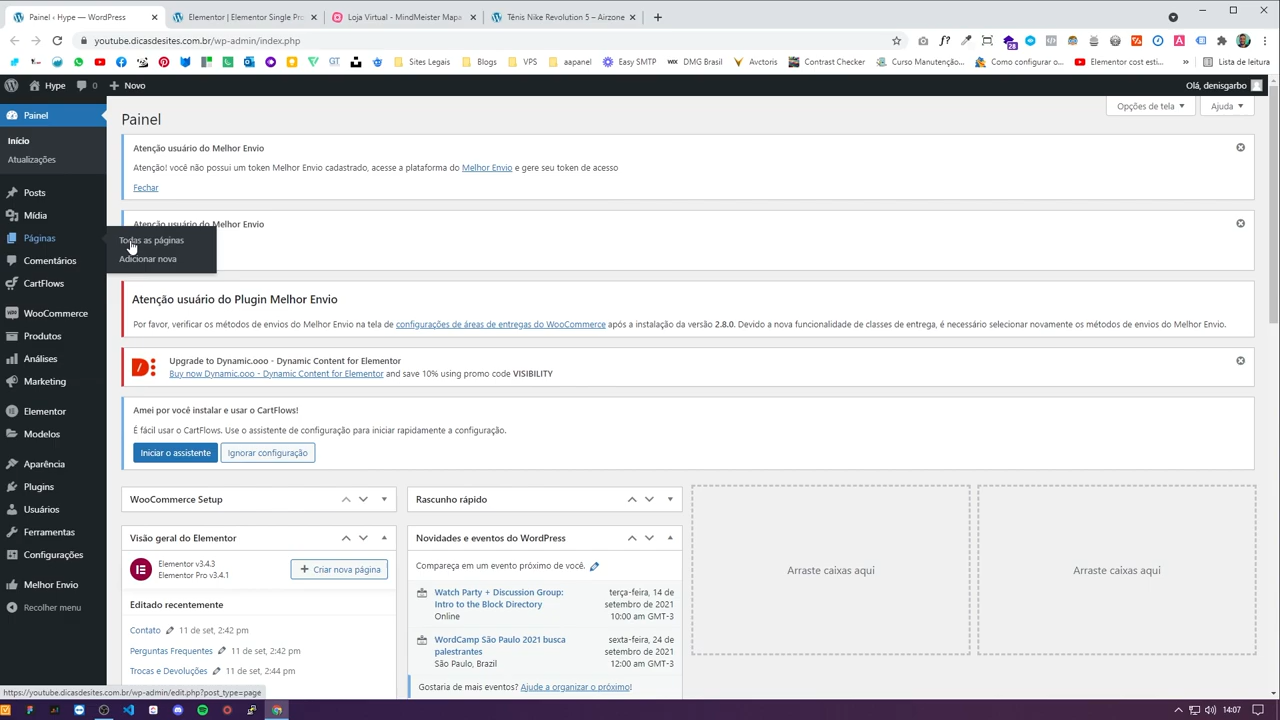 Painel ‹ Hype — WordPress
Elementor | Elementor Single Pro
Loja Virtual - MindMeister Mapa
Tênis Nike Revolution 5 – Airzone
youtube.dicasdesites.com.br/wp-admin/index.php
28
Sites Legais
Blogs
VPS
aapanel
Easy SMTP
WIX
DMG Brasil
Avctoris
Contrast Checker
Curso Manutenção...
Como configurar o...
Elementor cost esti...
»
Lista de leitura
Hype
0
Novo
Olá, denisgarbo
Painel
Início
Atualizações
Posts
Mídia
Páginas
Todas as páginas
Adicionar nova
Comentários
CartFlows
WooCommerce
Produtos
Análises
Marketing
Elementor
Modelos
Aparência
Plugins
Usuários
Ferramentas
Configurações
Melhor Envio
Recolher menu
Opções de tela
Ajuda
Painel
Atenção usuário do Melhor Envio
Atenção! você não possui um token Melhor Envio cadastrado, acesse a plataforma do Melhor Envio e gere seu token de acesso
Fechar
Atenção usuário do Melhor Envio
Atenção usuário do Plugin Melhor Envio
Por favor, verificar os métodos de envios do Melhor Envio na tela de configurações de áreas de entregas do WooCommerce após a instalação da versão 2.8.0. Devido a nova funcionalidade de classes de entrega, é necessário selecionar novamente os métodos de envios do Melhor Envio.
Upgrade to Dynamic.ooo - Dynamic Content for Elementor
Buy now Dynamic.ooo - Dynamic Content for Elementor and save 10% using promo code VISIBILITY
Amei por você instalar e usar o CartFlows!
É fácil usar o CartFlows. Use o assistente de configuração para iniciar rapidamente a configuração.
Iniciar o assistente
Ignorar configuração
WooCommerce Setup
Visão geral do Elementor
Elementor v3.4.3
Elementor Pro v3.4.1
Criar nova página
Editado recentemente
Contato 11 de set, 2:42 pm
Perguntas Frequentes 11 de set, 2:42 pm
Trocas e Devoluções 11 de set, 2:44 pm
Rascunho rápido
Novidades e eventos do WordPress
Compareça em um evento próximo de você.
Watch Party + Discussion Group: terça-feira, 14 de
Intro to the Block Directory setembro de 2021
Online 10:00 am GMT-3
WordCamp São Paulo 2021 busca sexta-feira, 24 de
palestrantes setembro de 2021
São Paulo, Brazil 12:00 am GMT-3
Gostaria de mais eventos? Ajude a organizar o próximo!
Arraste caixas aqui
Arraste caixas aqui
https://youtube.dicasdesites.com.br/wp-admin/edit.php?post_type=page
14:07